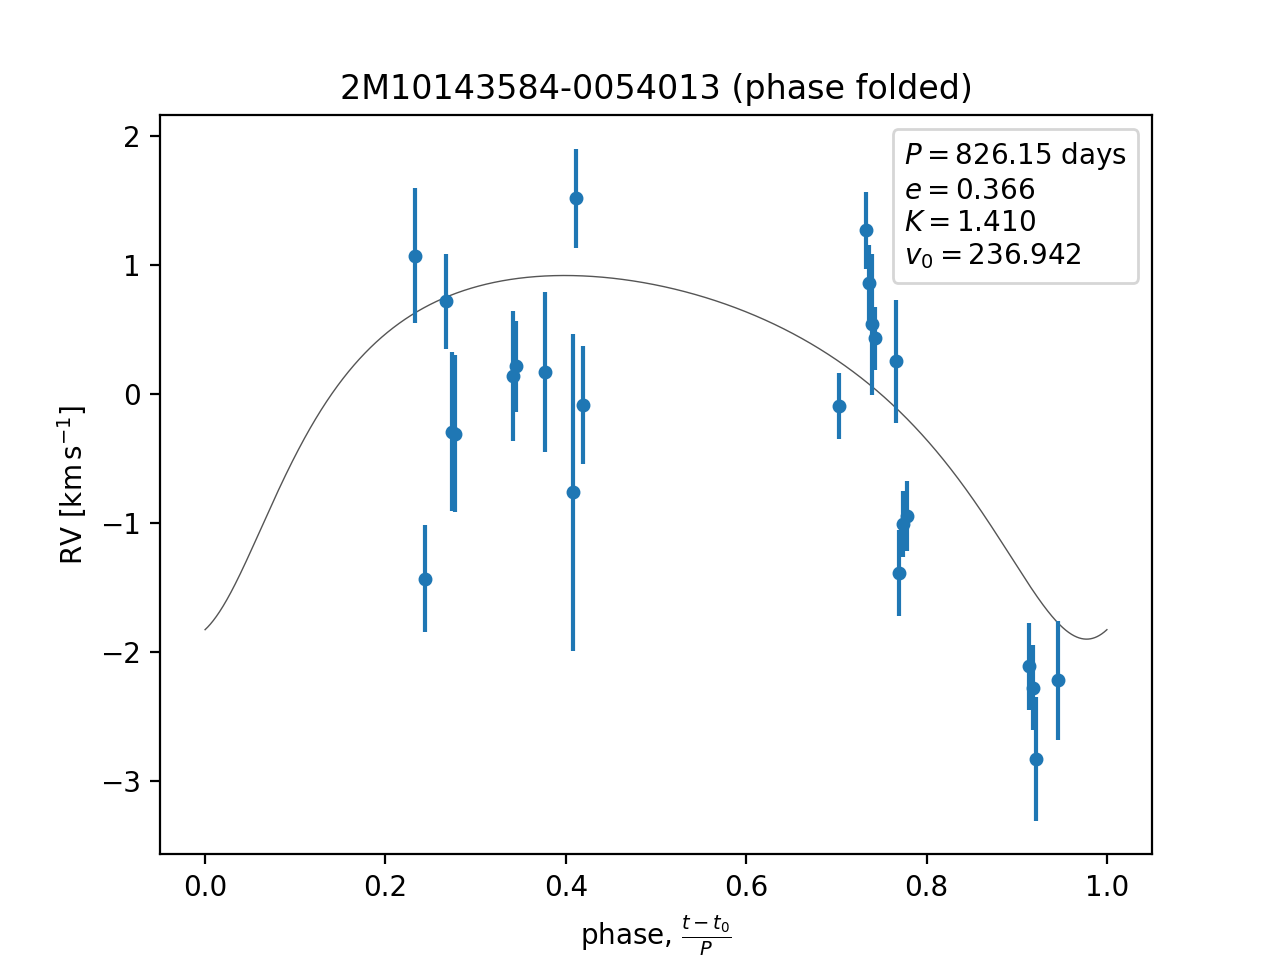 2M10143584-0054013 (phase folded)
P = 826.15 days
e = 0.366
K = 1.410
v₀ = 236.942
RV [km s⁻¹]
2
1
0
−1
−2
−3
0.0 0.2 0.4 0.6 0.8 1.0
phase, (t − t₀)/P